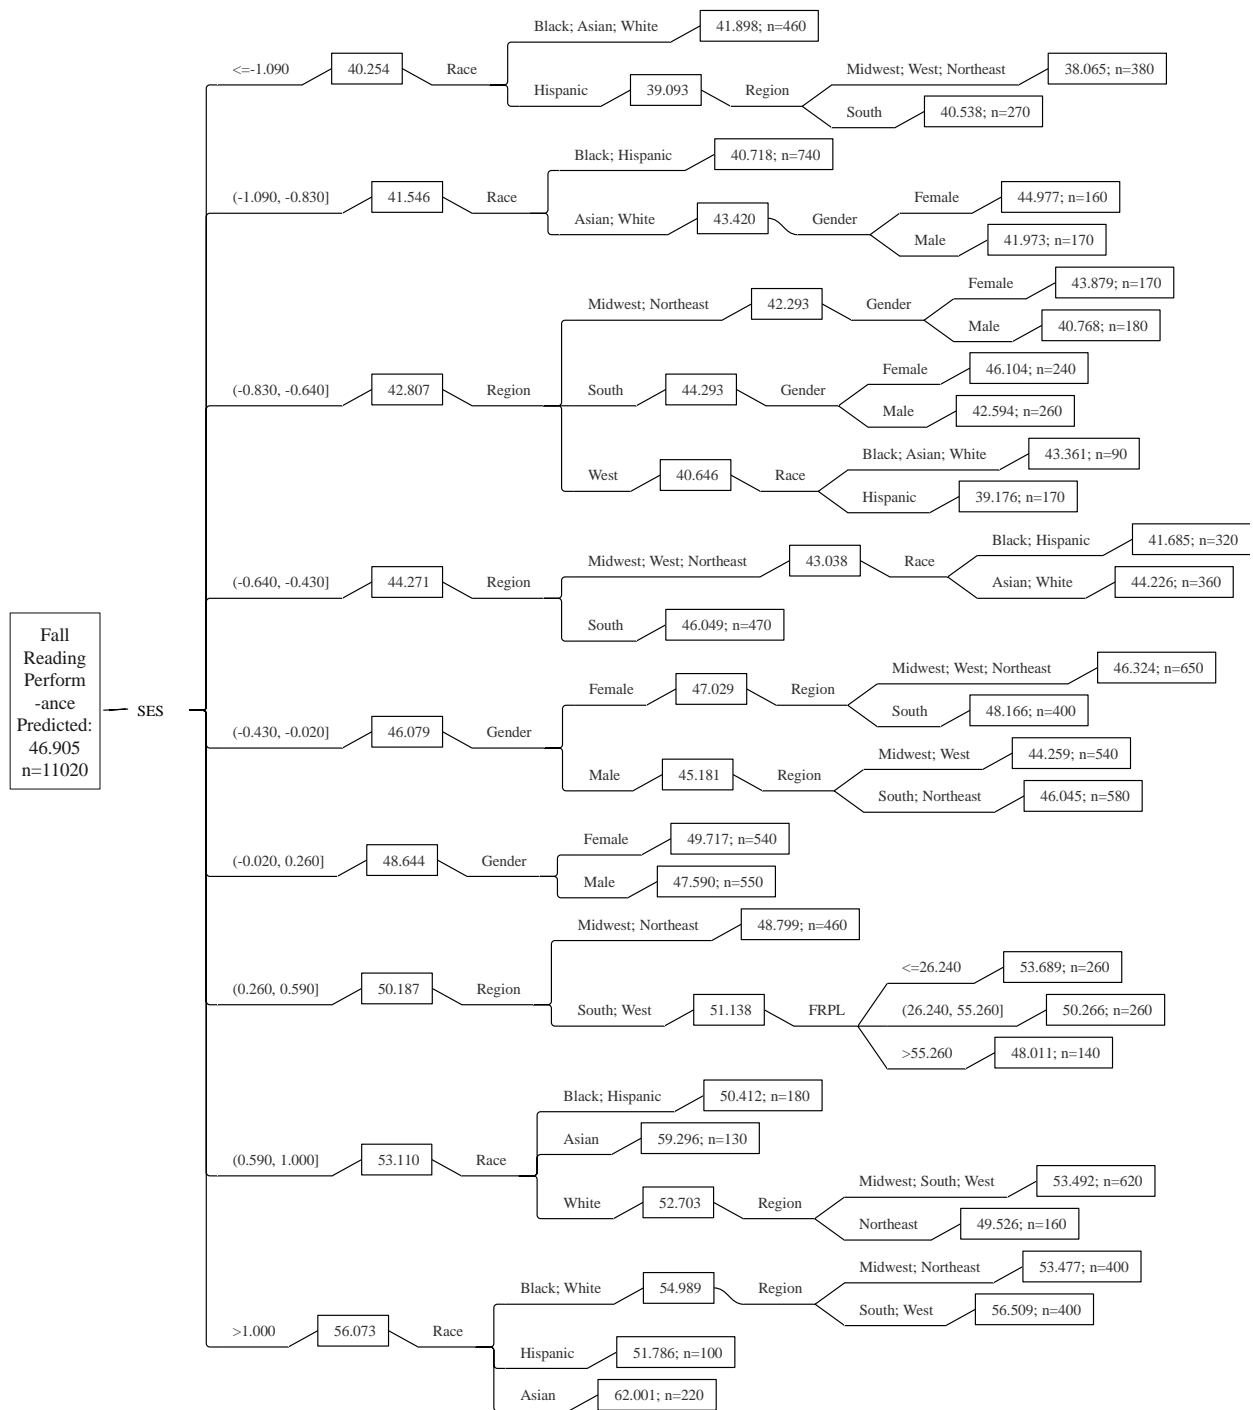 Fall
Reading
Perform
-ance
Predicted:
46.905
n=11020
SES
<=-1.090
40.254
Race
Black; Asian; White
41.898; n=460
Hispanic
39.093
Region
Midwest; West; Northeast
38.065; n=380
South
40.538; n=270
(-1.090, -0.830]
41.546
Race
Black; Hispanic
40.718; n=740
Asian; White
43.420
Gender
Female
44.977; n=160
Male
41.973; n=170
(-0.830, -0.640]
42.807
Region
Midwest; Northeast
42.293
Gender
Female
43.879; n=170
Male
40.768; n=180
South
44.293
Gender
Female
46.104; n=240
Male
42.594; n=260
West
40.646
Race
Black; Asian; White
43.361; n=90
Hispanic
39.176; n=170
(-0.640, -0.430]
44.271
Region
Midwest; West; Northeast
43.038
Race
Black; Hispanic
41.685; n=320
Asian; White
44.226; n=360
South
46.049; n=470
(-0.430, -0.020]
46.079
Gender
Female
47.029
Region
Midwest; West; Northeast
46.324; n=650
South
48.166; n=400
Male
45.181
Region
Midwest; West
44.259; n=540
South; Northeast
46.045; n=580
(-0.020, 0.260]
48.644
Gender
Female
49.717; n=540
Male
47.590; n=550
(0.260, 0.590]
50.187
Region
Midwest; Northeast
48.799; n=460
South; West
51.138
FRPL
<=26.240
53.689; n=260
(26.240, 55.260]
50.266; n=260
>55.260
48.011; n=140
(0.590, 1.000]
53.110
Race
Black; Hispanic
50.412; n=180
Asian
59.296; n=130
White
52.703
Region
Midwest; South; West
53.492; n=620
Northeast
49.526; n=160
>1.000
56.073
Race
Black; White
54.989
Region
Midwest; Northeast
53.477; n=400
South; West
56.509; n=400
Hispanic
51.786; n=100
Asian
62.001; n=220